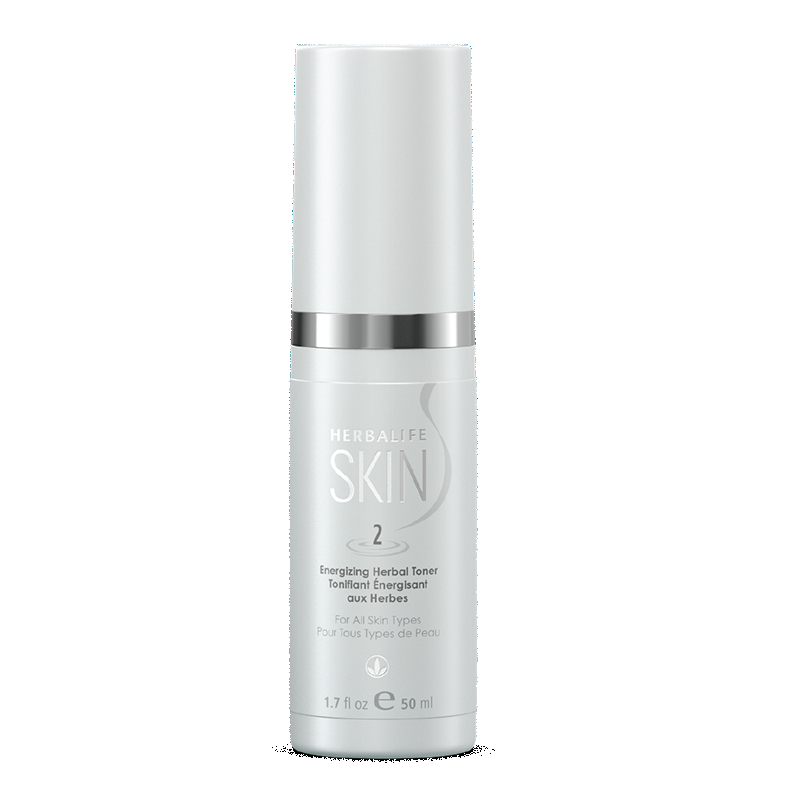 HERBALIFE
SKIN
2
Energizing Herbal Toner
Tonifiant Énergisant
aux Herbes
For All Skin Types
Pour Tous Types de Peau
1.7 fl oz ℮ 50 ml